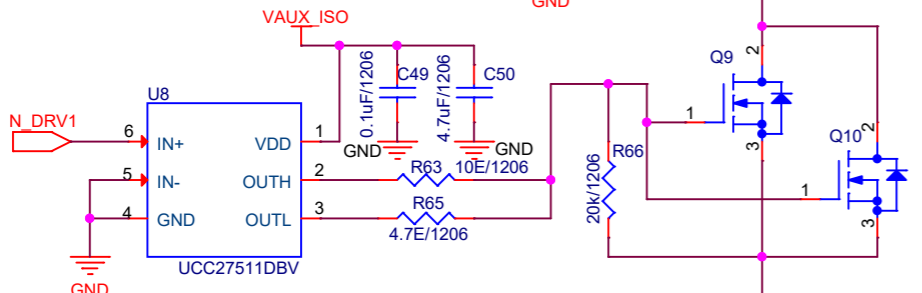 GND
VAUX_ISO
N_DRV1
U8
6
IN+
VDD
1
5
IN-
OUTH
2
4
GND
OUTL
3
UCC27511DBV
GND
0.1uF/1206
C49
GND
4.7uF/1206
C50
GND
R63
10E/1206
R65
4.7E/1206
R66
20k/1206
Q9
2
1
3
Q10
2
1
3